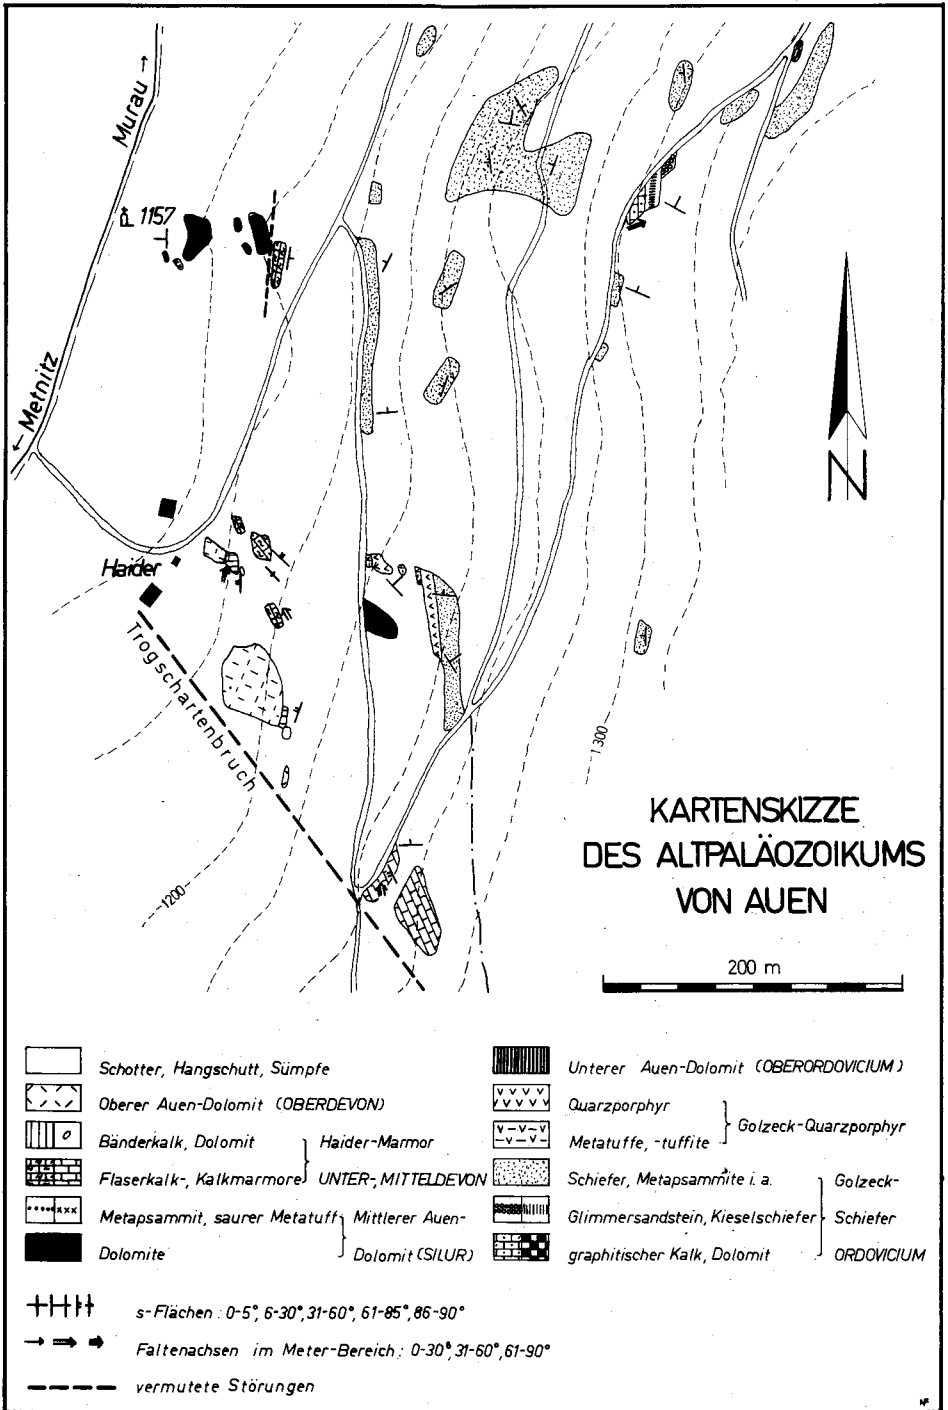 Murau →
1157
← Metnitz
Haider
Trogschartenbruch
1300
1200
N
KARTENSKIZZE
DES ALTPALÄOZOIKUMS
VON AUEN
200 m
Schotter, Hangschutt, Sümpfe
Oberer Auen-Dolomit (OBERDEVON)
Bänderkalk, Dolomit
Haider-Marmor
Flaserkalk-, Kalkmarmore
UNTER-, MITTELDEVON
Metapsammit, saurer Metatuff
Mittlerer Auen-
Dolomite
Dolomit (SILUR)
Unterer Auen-Dolomit (OBERORDOVICIUM)
Quarzporphyr
Golzeck-Quarzporphyr
Metatuffe, -tuffite
Schiefer, Metapsammite i. a.
Golzeck-
Glimmersandstein, Kieselschiefer
Schiefer
graphitischer Kalk, Dolomit
ORDOVICIUM
s-Flächen: 0-5°, 6-30°, 31-60°, 61-85°, 86-90°
Faltenachsen im Meter-Bereich: 0-30°, 31-60°, 61-90°
vermutete Störungen